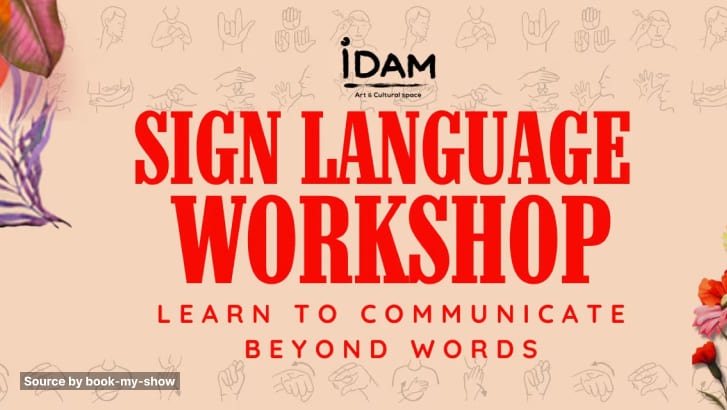 iDAM
Art & Cultural space
SIGN LANGUAGE
WORKSHOP
LEARN TO COMMUNICATE
BEYOND WORDS
Source by book-my-show